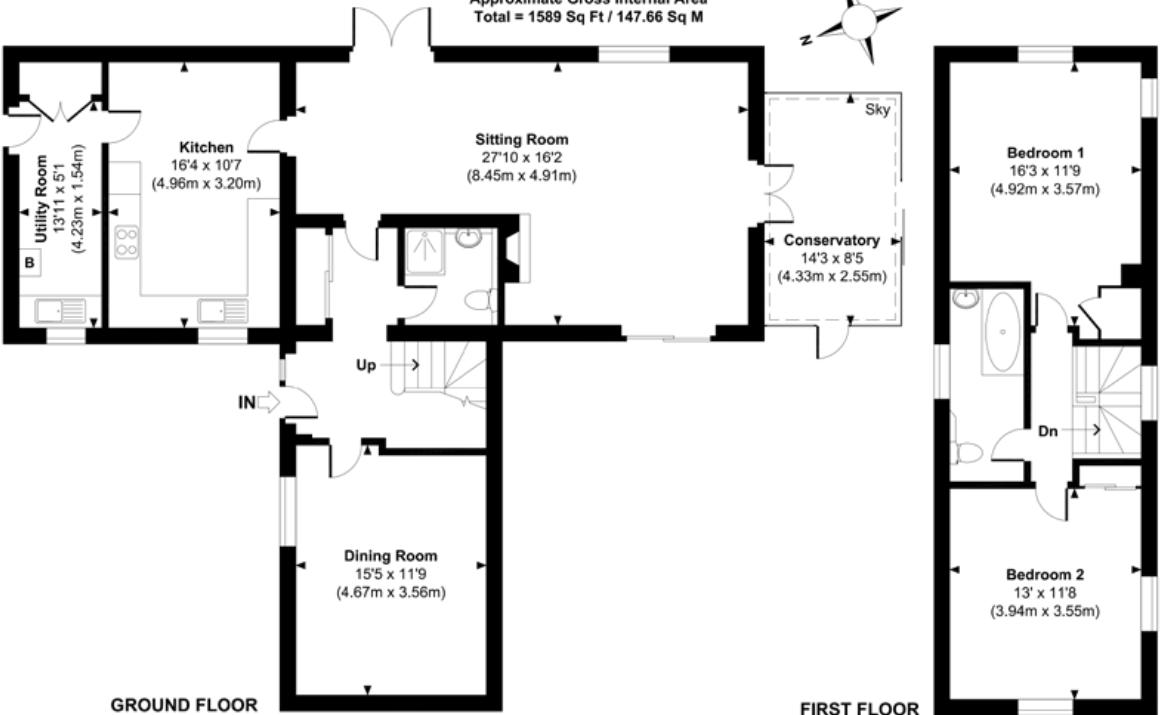 Approximate Gross Internal Area
Total = 1589 Sq Ft / 147.66 Sq M
N
Utility Room
13'11 x 5'1
(4.23m x 1.54m)
B
Kitchen
16'4 x 10'7
(4.96m x 3.20m)
Sitting Room
27'10 x 16'2
(8.45m x 4.91m)
Sky
Conservatory
14'3 x 8'5
(4.33m x 2.55m)
Up
IN
Dining Room
15'5 x 11'9
(4.67m x 3.56m)
GROUND FLOOR
Bedroom 1
16'3 x 11'9
(4.92m x 3.57m)
Dn
Bedroom 2
13' x 11'8
(3.94m x 3.55m)
FIRST FLOOR